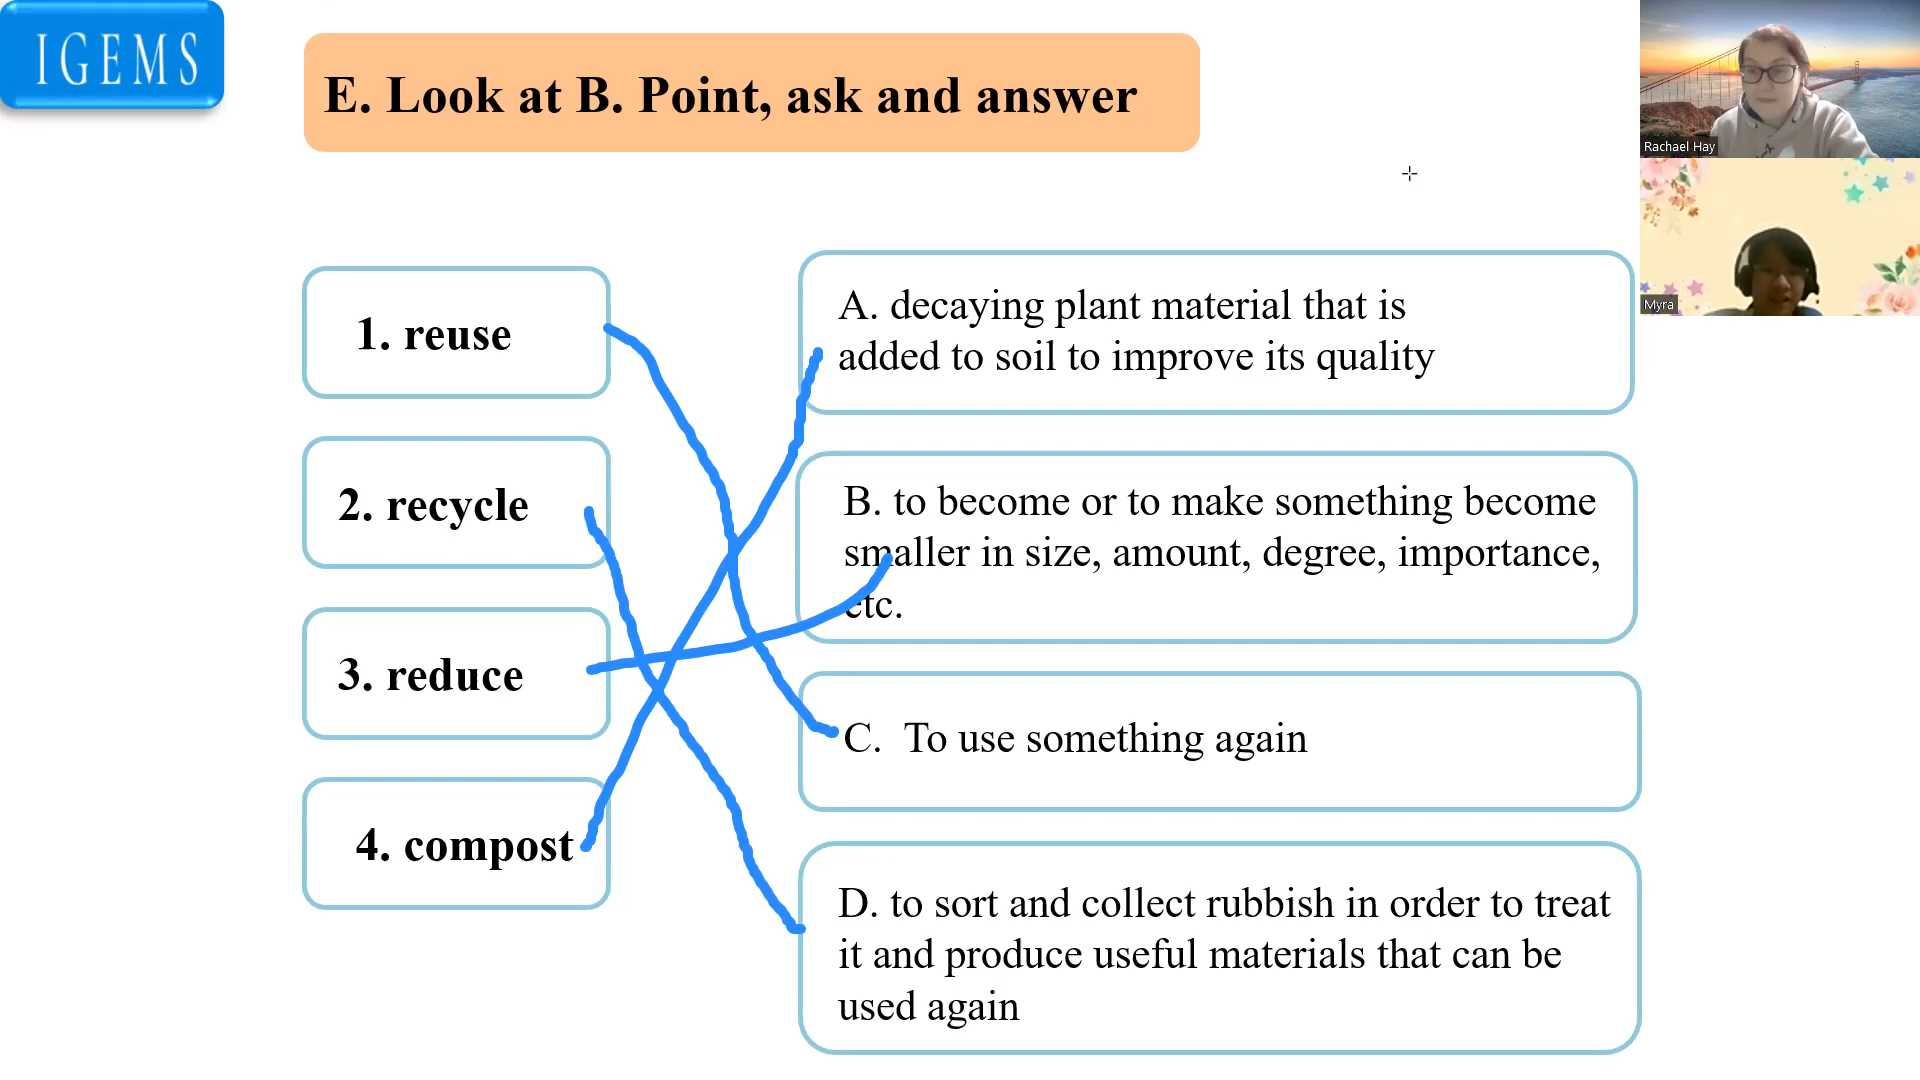 IGEMS
E. Look at B. Point, ask and answer
Rachael Hay
Myra
1. reuse
2. recycle
3. reduce
4. compost
A. decaying plant material that is
added to soil to improve its quality
B. to become or to make something become
smaller in size, amount, degree, importance,
etc.
C. To use something again
D. to sort and collect rubbish in order to treat
it and produce useful materials that can be
used again